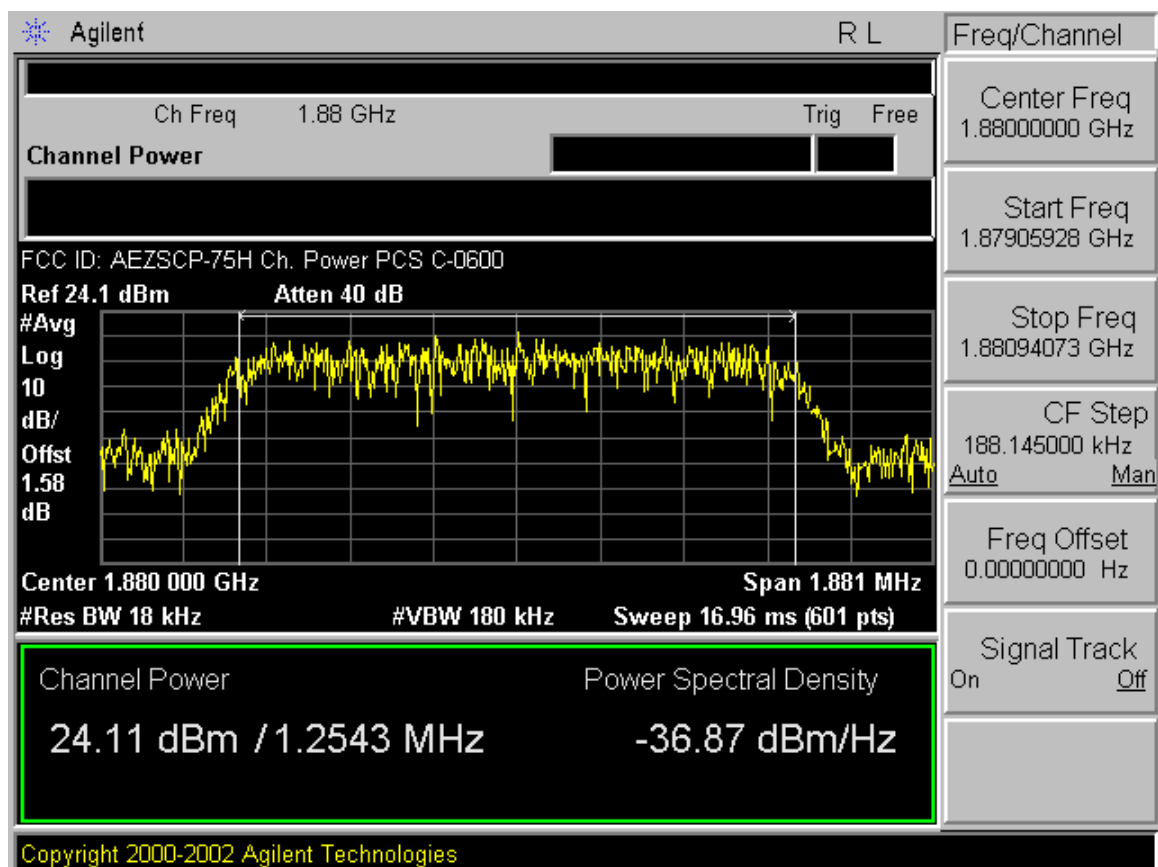 Agilent R L
Ch Freq 1.88 GHz Trig Free
Channel Power
FCC ID: AEZSCP-75H Ch. Power PCS C-0600
Ref 24.1 dBm Atten 40 dB
#Avg
Log
10
dB/
Offst
1.58
dB
Center 1.880 000 GHz Span 1.881 MHz
#Res BW 18 kHz #VBW 180 kHz Sweep 16.96 ms (601 pts)
Channel Power Power Spectral Density
24.11 dBm / 1.2543 MHz -36.87 dBm/Hz
Copyright 2000-2002 Agilent Technologies
Freq/Channel
Center Freq
1.88000000 GHz
Start Freq
1.87905928 GHz
Stop Freq
1.88094073 GHz
CF Step
188.145000 kHz
Auto Man
Freq Offset
0.00000000 Hz
Signal Track
On Off